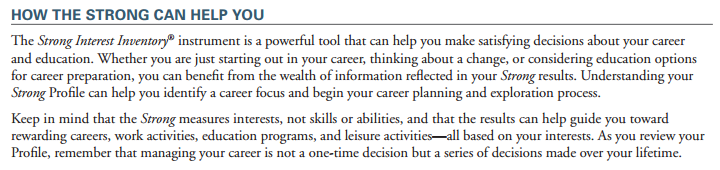 HOW THE STRONG CAN HELP YOU
The Strong Interest Inventory® instrument is a powerful tool that can help you make satisfying decisions about your career
and education. Whether you are just starting out in your career, thinking about a change, or considering education options
for career preparation, you can benefit from the wealth of information reflected in your Strong results. Understanding your
Strong Profile can help you identify a career focus and begin your career planning and exploration process.
Keep in mind that the Strong measures interests, not skills or abilities, and that the results can help guide you toward
rewarding careers, work activities, education programs, and leisure activities—all based on your interests. As you review your
Profile, remember that managing your career is not a one-time decision but a series of decisions made over your lifetime.